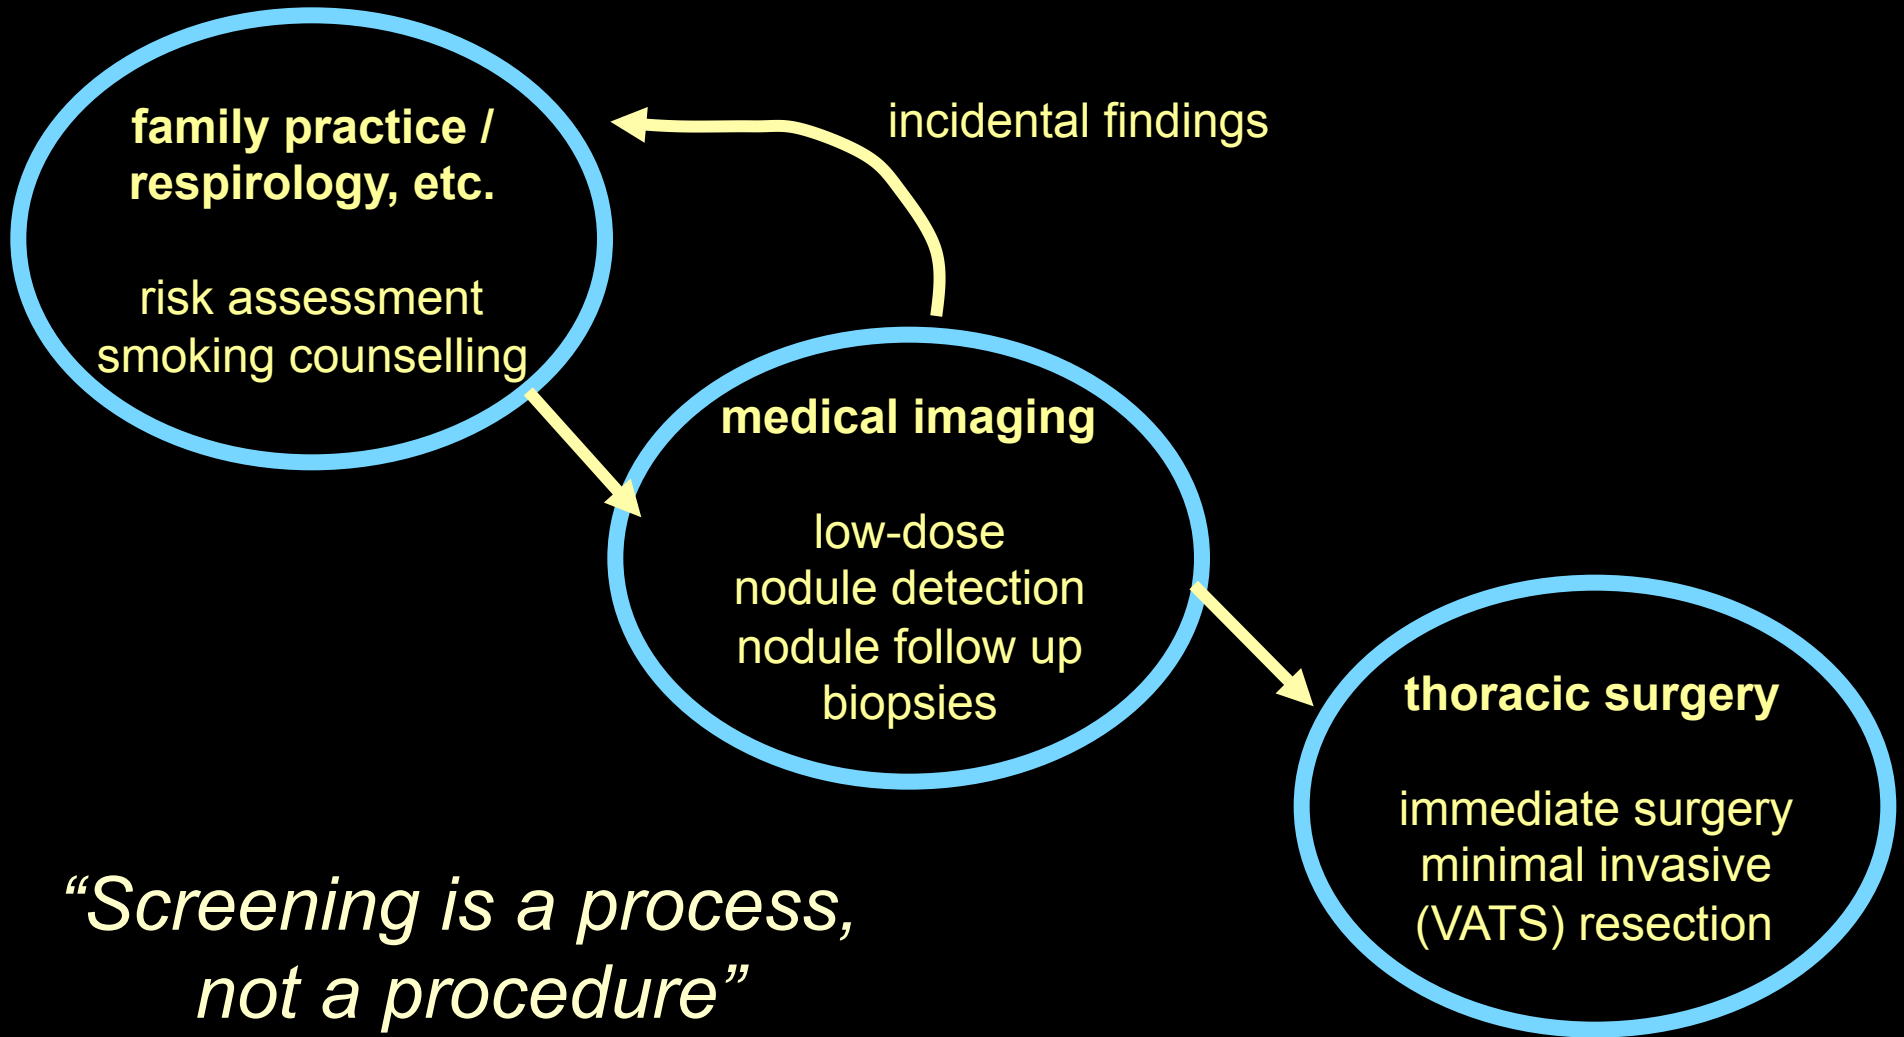 family practice /
respirology, etc.
risk assessment
smoking counselling
incidental findings
medical imaging
low-dose
nodule detection
nodule follow up
biopsies
thoracic surgery
immediate surgery
minimal invasive
(VATS) resection
“Screening is a process,
not a procedure”